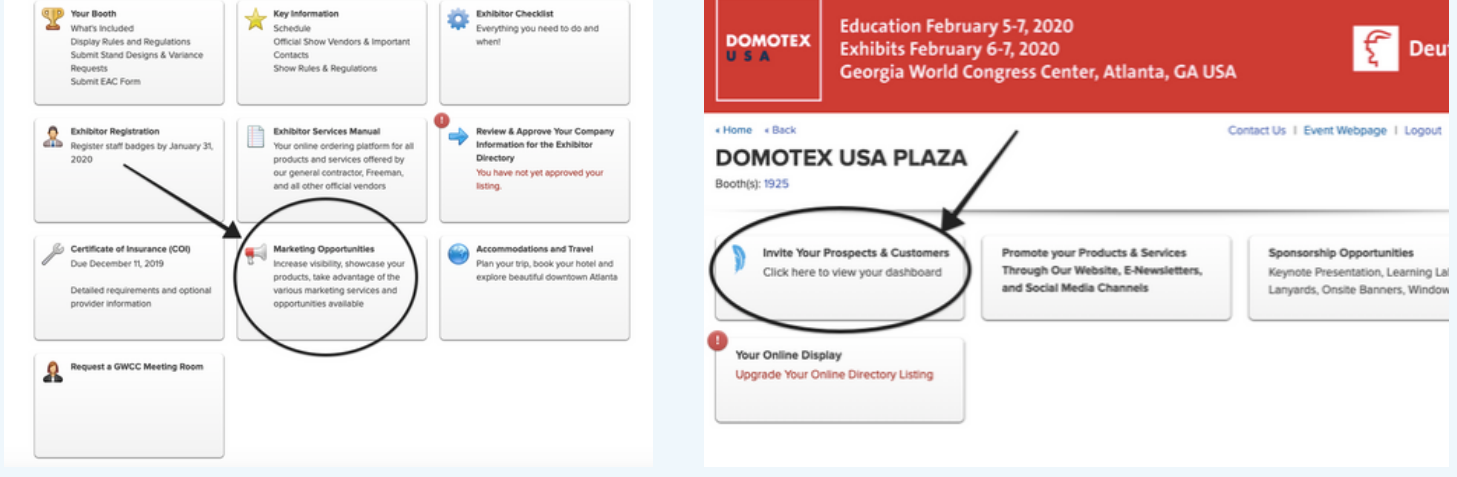 Your Booth
What's Included
Display Rules and Regulations
Submit Stand Designs & Variance
Requests
Submit EAC Form
Key Information
Schedule
Official Show Vendors & Important
Contacts
Show Rules & Regulations
Exhibitor Checklist
Everything you need to do and
when!
Exhibitor Registration
Register staff badges by January 31,
2020
Exhibitor Services Manual
Your online ordering platform for all
products and services offered by
our general contractor, Freeman,
and all other official vendors
!
Review & Approve Your Company
Information for the Exhibitor
Directory
You have not yet approved your
listing.
Certificate of Insurance (COI)
Due December 11, 2019
Detailed requirements and optional
provider information
Marketing Opportunities
Increase visibility, showcase your
products, take advantage of the
various marketing services and
opportunities available
Accommodations and Travel
Plan your trip, book your hotel and
explore beautiful downtown Atlanta
Request a GWCC Meeting Room
DOMOTEX
USA
Education February 5-7, 2020
Exhibits February 6-7, 2020
Georgia World Congress Center, Atlanta, GA USA
Deu
« Home « Back
Contact Us | Event Webpage | Logout
DOMOTEX USA PLAZA
Booth(s): 1925
Invite Your Prospects & Customers
Click here to view your dashboard
Promote your Products & Services
Through Our Website, E-Newsletters,
and Social Media Channels
Sponsorship Opportunities
Keynote Presentation, Learning La
Lanyards, Onsite Banners, Window
!
Your Online Display
Upgrade Your Online Directory Listing